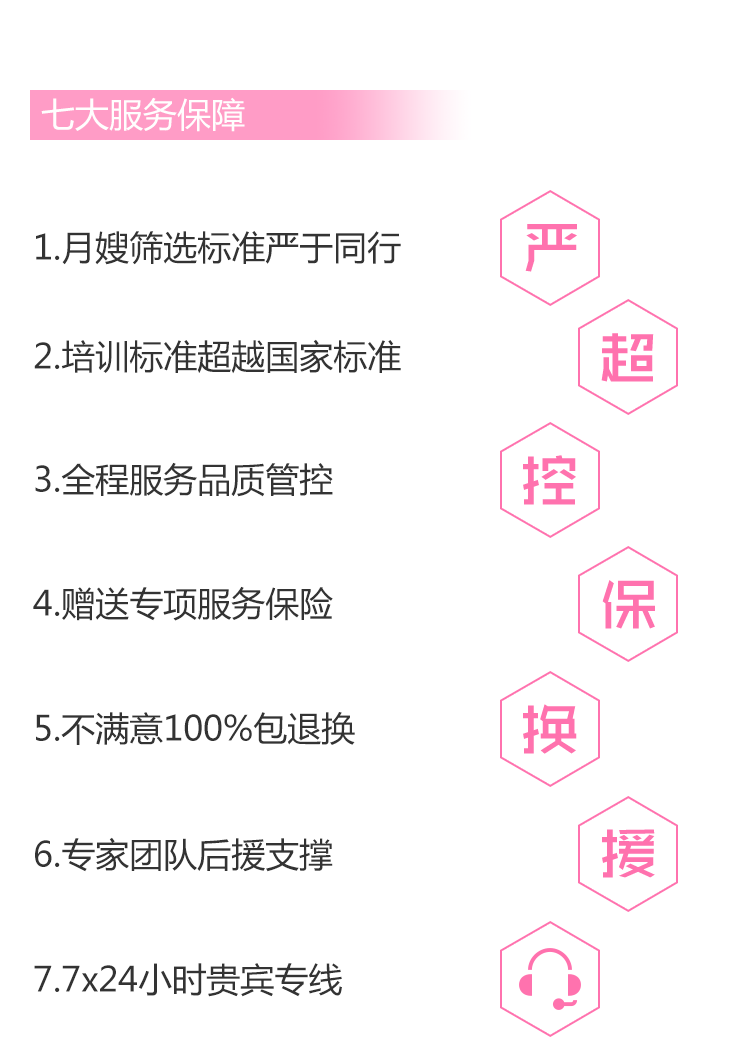 七大服务保障
1.月嫂筛选标准严于同行
严
2.培训标准超越国家标准
超
3.全程服务品质管控
控
4.赠送专项服务保险
保
5.不满意100%包退换
换
6.专家团队后援支撑
援
7.7x24小时贵宾专线